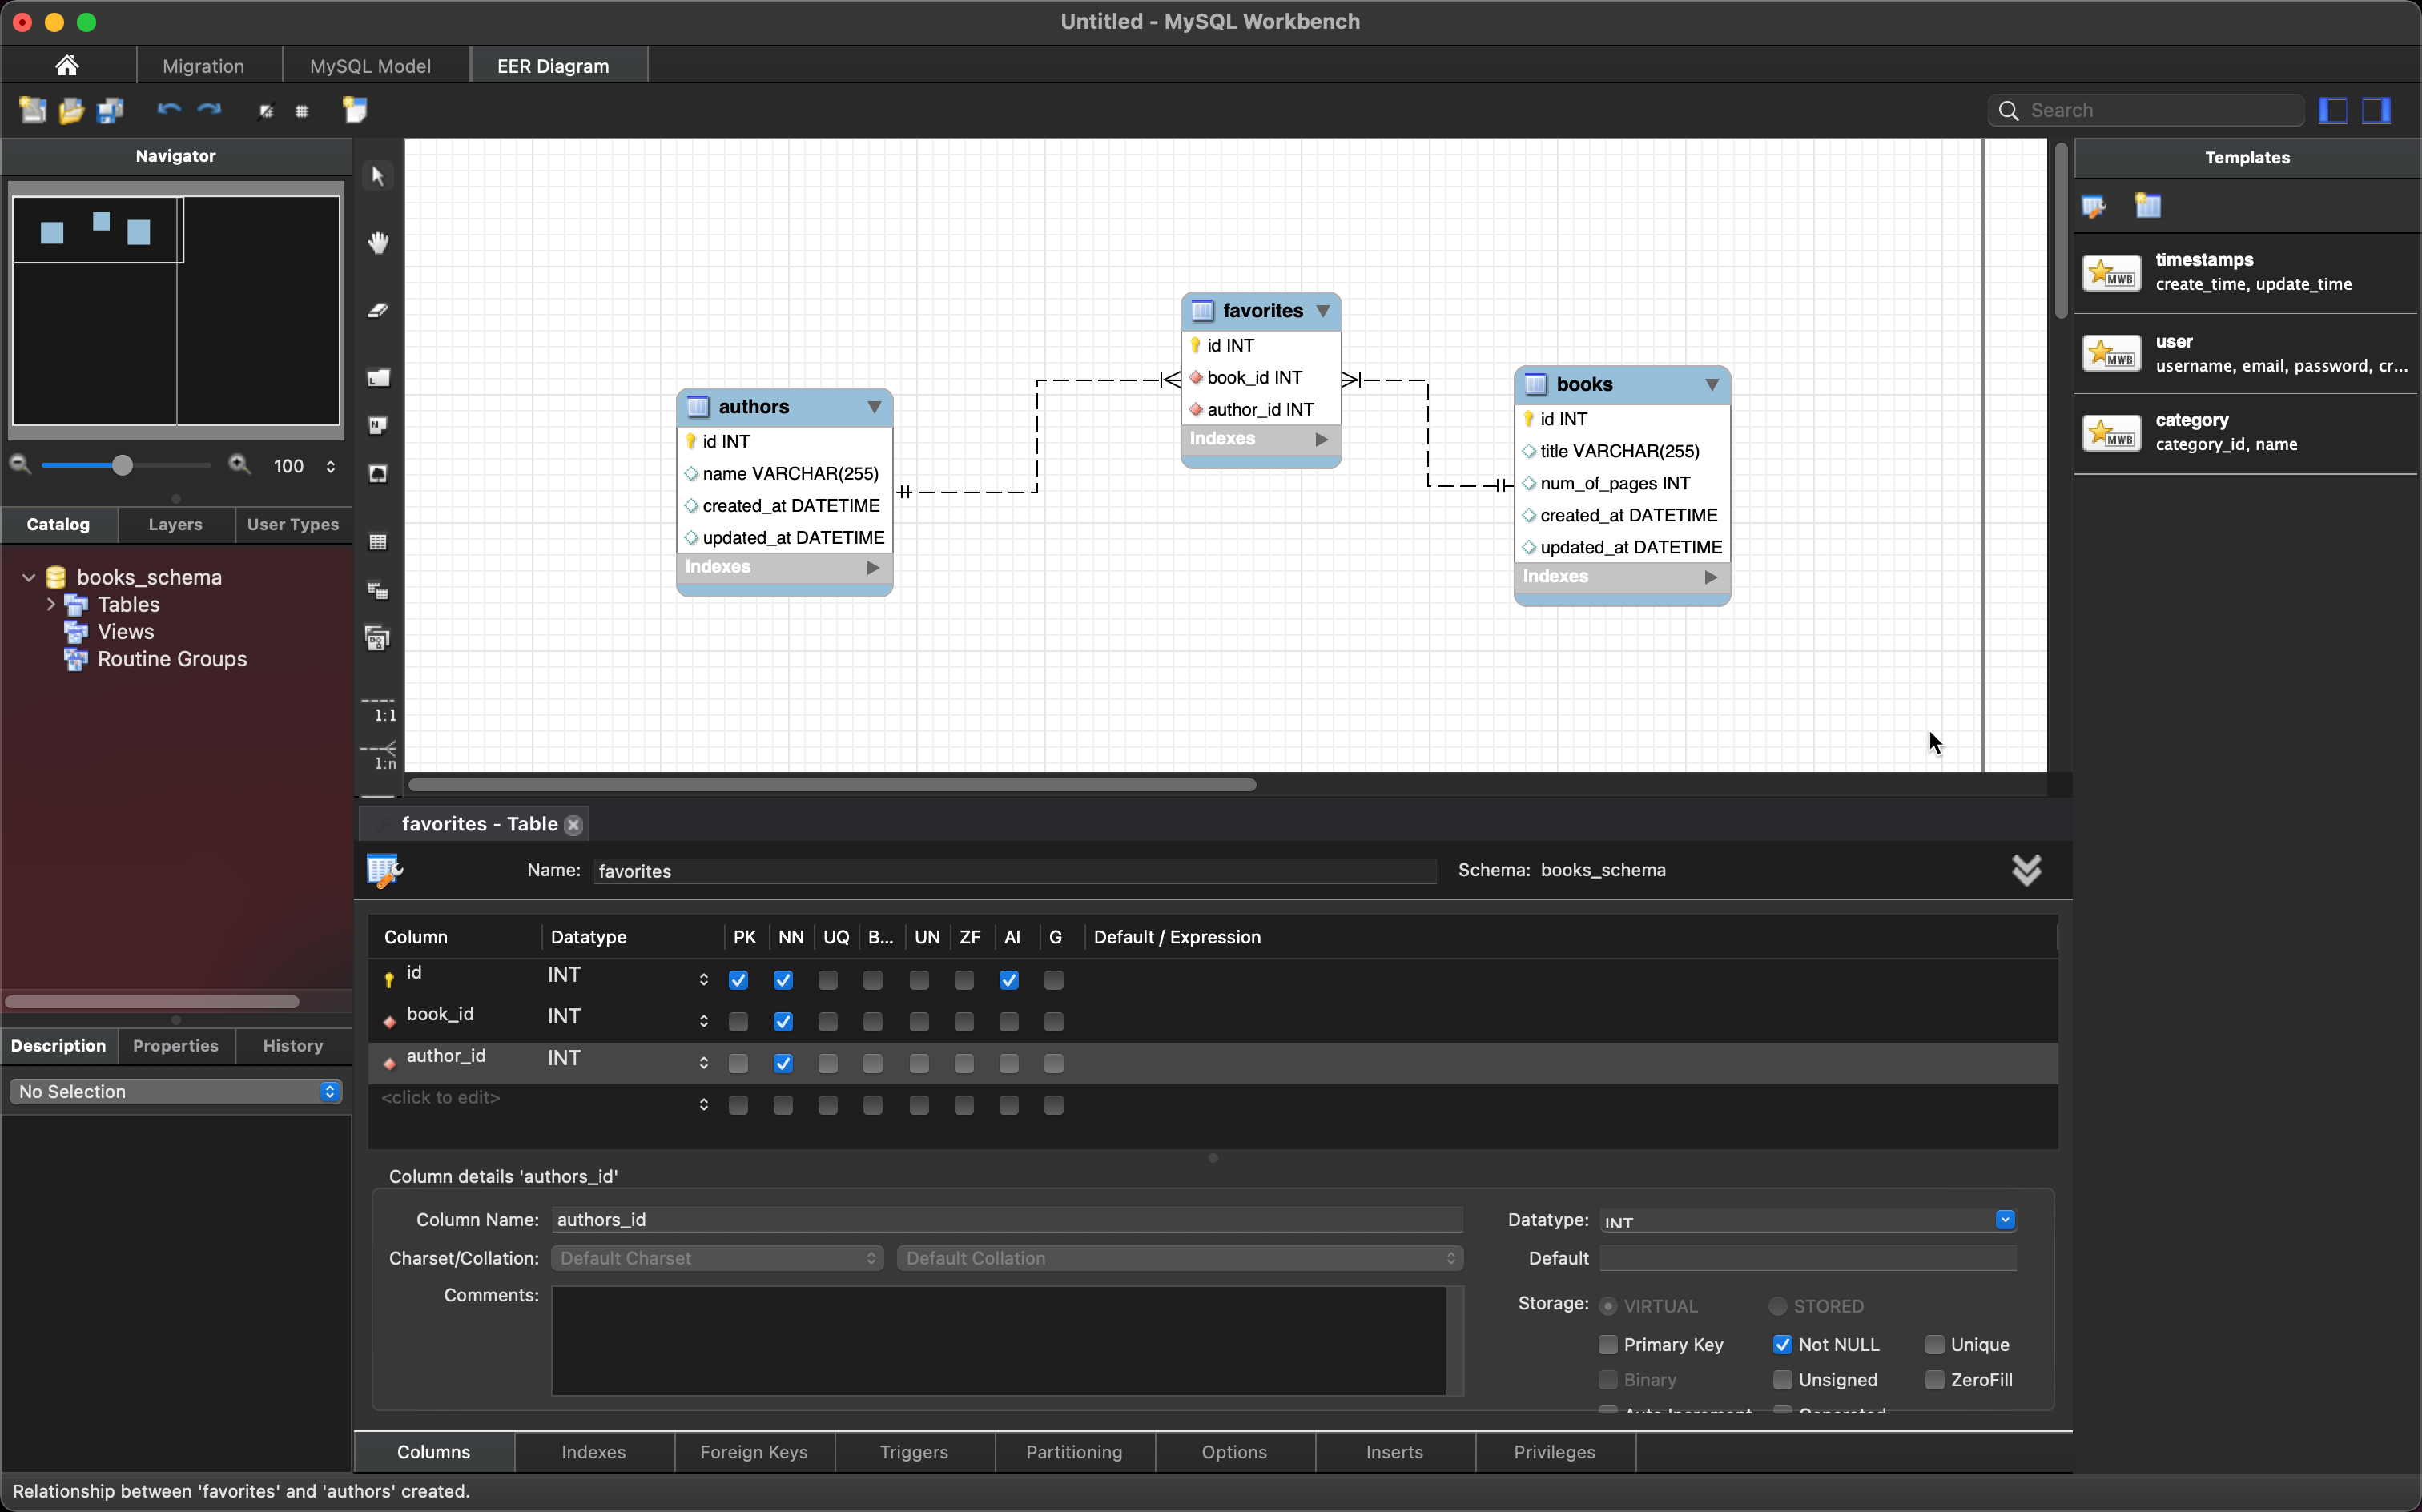 Untitled - MySQL Workbench
Migration
MySQL Model
EER Diagram
Search
Navigator
Templates
timestamps
create_time, update_time
user
username, email, password, cr...
category
category_id, name
MWB
MWB
MWB
100
Catalog
Layers
User Types
books_schema
Tables
Views
Routine Groups
1:1
1:n
favorites
id INT
book_id INT
author_id INT
Indexes
authors
id INT
name VARCHAR(255)
created_at DATETIME
updated_at DATETIME
Indexes
books
id INT
title VARCHAR(255)
num_of_pages INT
created_at DATETIME
updated_at DATETIME
Indexes
favorites - Table
Name: favorites
Schema: books_schema
Column Datatype PK NN UQ B... UN ZF AI G Default / Expression
id INT
book_id INT
author_id INT
<click to edit>
Column details 'authors_id'
Column Name: authors_id
Datatype: INT
Charset/Collation: Default Charset Default Collation
Default
Comments:
Storage: VIRTUAL STORED
Primary Key Not NULL Unique
Binary Unsigned ZeroFill
Description
Properties
History
No Selection
Columns
Indexes
Foreign Keys
Triggers
Partitioning
Options
Inserts
Privileges
Relationship between 'favorites' and 'authors' created.